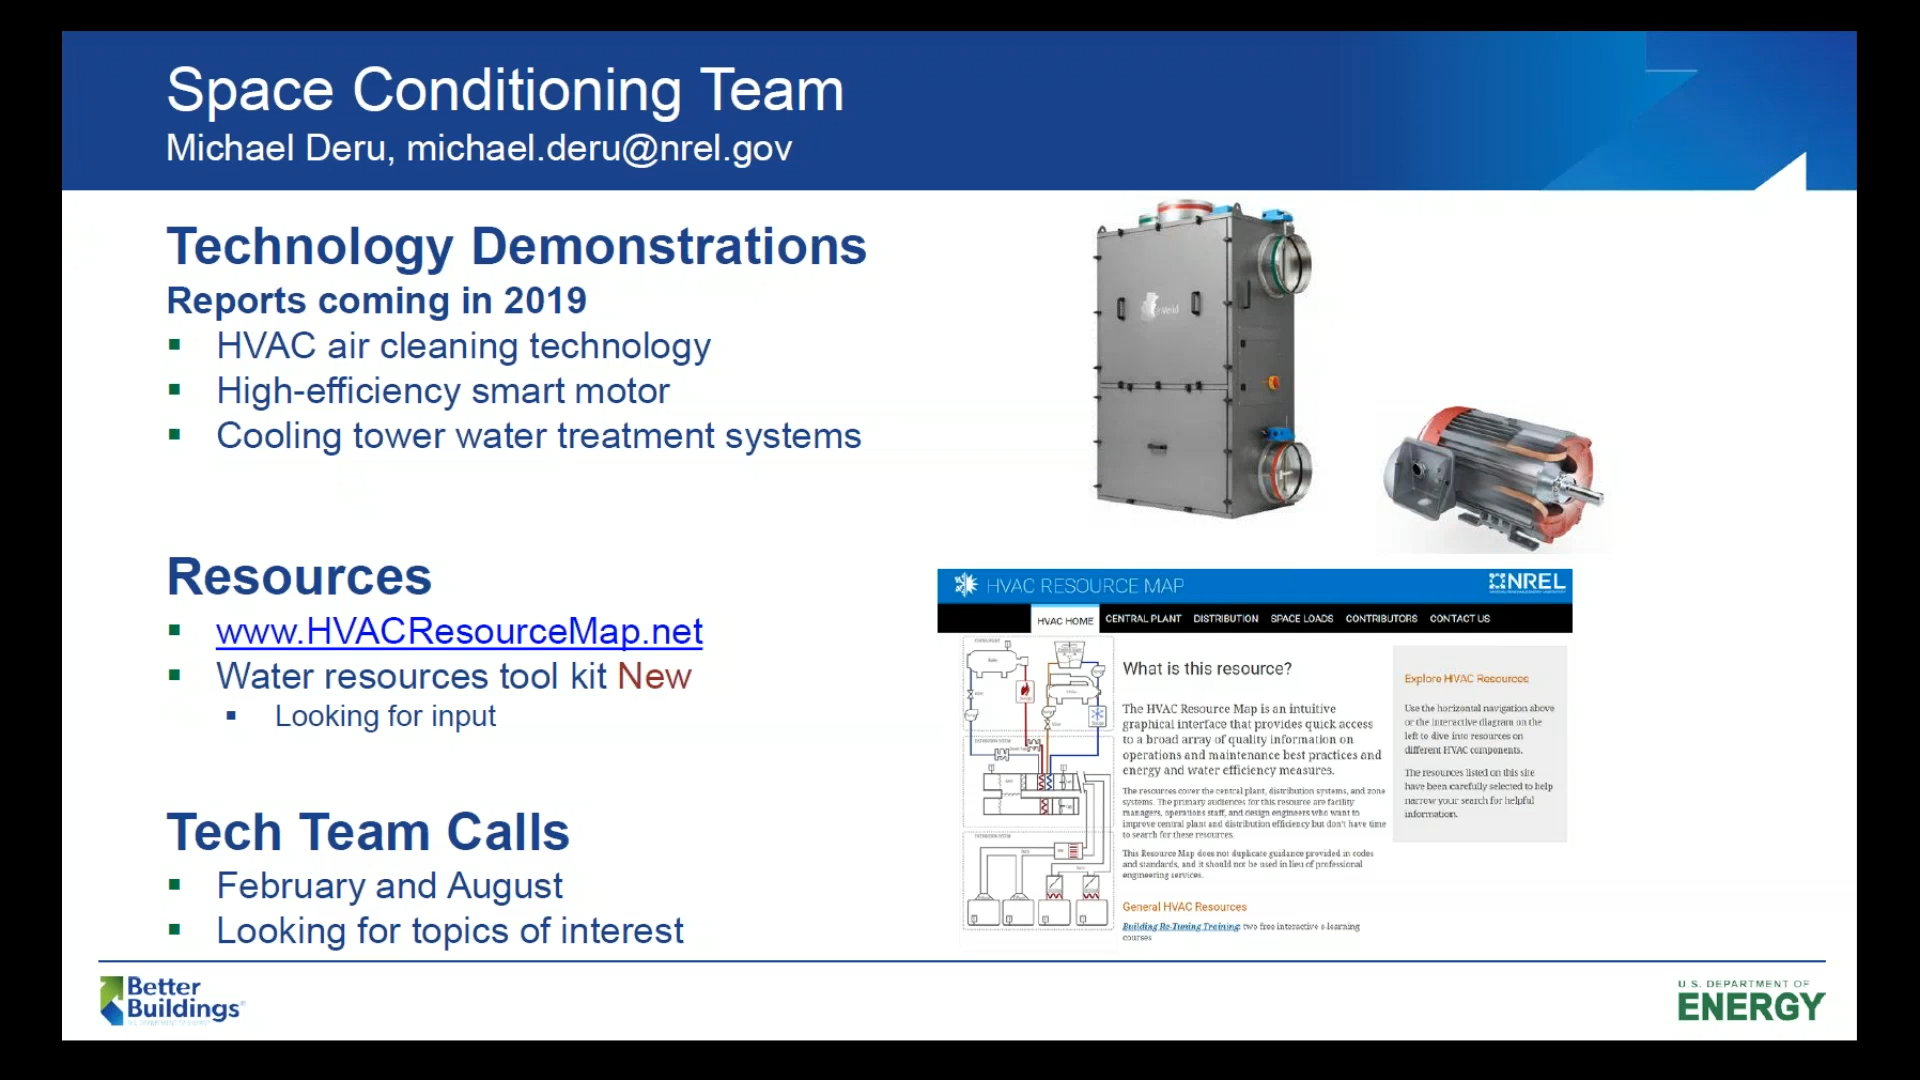 Space Conditioning Team
Michael Deru, michael.deru@nrel.gov
Technology Demonstrations
Reports coming in 2019
HVAC air cleaning technology
High-efficiency smart motor
Cooling tower water treatment systems
Resources
www.HVACResourceMap.net
Water resources tool kit New
Looking for input
Tech Team Calls
February and August
Looking for topics of interest
HVAC RESOURCE MAP
NREL
HVAC HOME CENTRAL PLANT DISTRIBUTION SPACE LOADS CONTRIBUTORS CONTACT US
What is this resource?
The HVAC Resource Map is an intuitive
graphical interface that provides quick access
to a broad array of quality information on
operations and maintenance best practices and
energy and water efficiency measures.
The resources cover the central plant, distribution systems, and zone
systems. The primary audiences for this resource are facility
managers, operations staff, and design engineers who want to
improve central plant and distribution efficiency but don't have time
to search for these resources.
This Resource Map does not duplicate guidance provided in codes
and standards, and it should not be used in lieu of professional
engineering services.
General HVAC Resources
Building Re-Tuning Training: two free interactive e-learning
courses
Explore HVAC Resources
Use the horizontal navigation above
or the interactive diagram on the
left to dive into resources on
different HVAC components.
The resources listed on this site
have been carefully selected to help
narrow your search for helpful
information.
Better
Buildings
U.S. DEPARTMENT OF
ENERGY